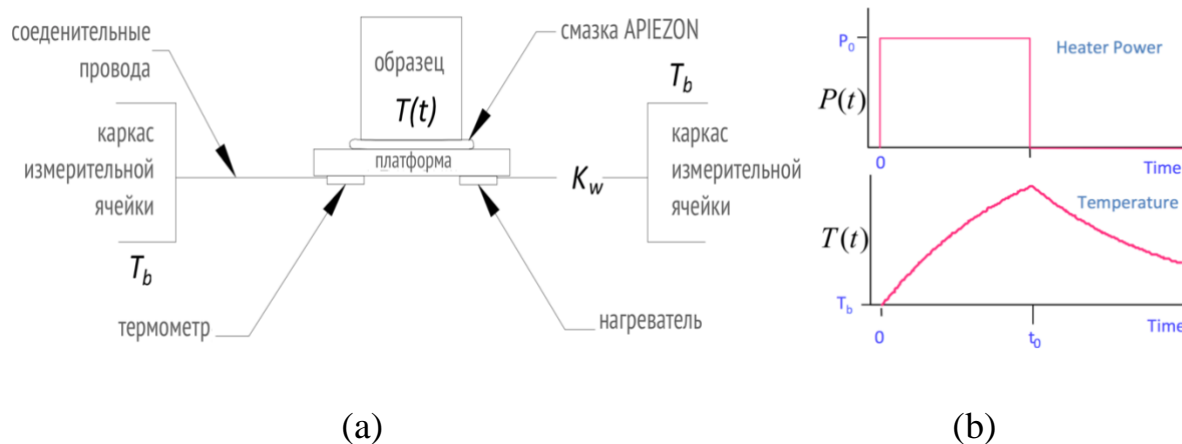 соеденительные
провода
образец
T(t)
смазка APIEZON
T_b
каркас
измерительной
ячейки
платформа
K_w
каркас
измерительной
ячейки
T_b
термометр
нагреватель
(a)
P_0
Heater Power
P(t)
0
Time
Temperature
T(t)
T_b
0
t_0
Time
(b)